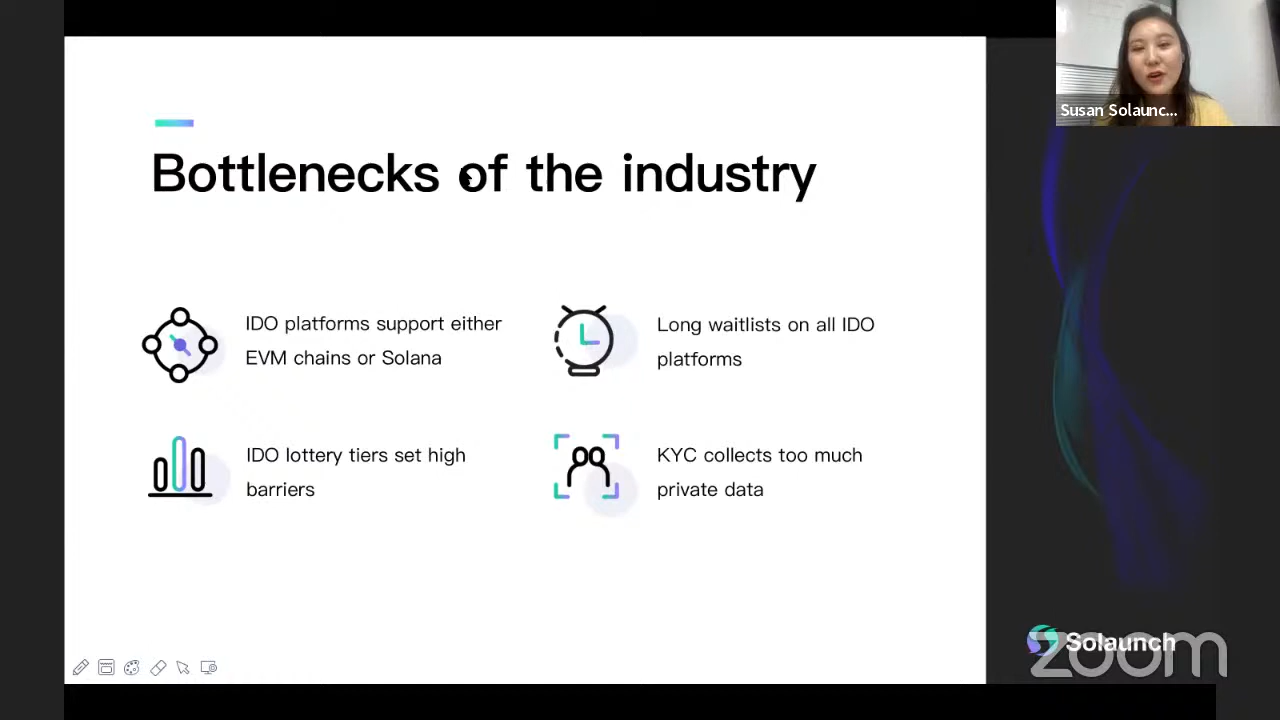 Susan Solaunc...
Bottlenecks of the industry
IDO platforms support either
EVM chains or Solana
Long waitlists on all IDO
platforms
IDO lottery tiers set high
barriers
KYC collects too much
private data
Solaunch
zoom